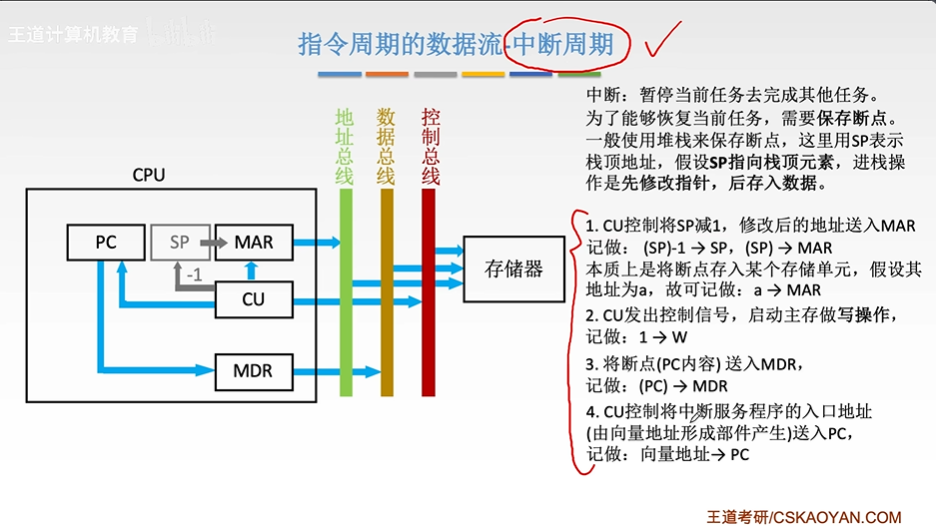 王道计算机教育
指令周期的数据流-中断周期
中断：暂停当前任务去完成其他任务。
为了能够恢复当前任务，需要保存断点。
一般使用堆栈来保存断点，这里用SP表示
栈顶地址，假设SP指向栈顶元素，进栈操
作是先修改指针，后存入数据。
1. CU控制将SP减1，修改后的地址送入MAR
记做： (SP)-1 → SP，(SP) → MAR
本质上是将断点存入某个存储单元，假设其
地址为a，故可记做：a → MAR
2. CU发出控制信号，启动主存做写操作，
记做：1 → W
3. 将断点(PC内容) 送入MDR，
记做：(PC) → MDR
4. CU控制将中断服务程序的入口地址
(由向量地址形成部件产生)送入PC，
记做：向量地址→ PC
地址总线
数据总线
控制总线
CPU
PC
SP
MAR
-1
CU
MDR
存储器
王道考研/CSKAOYAN.COM